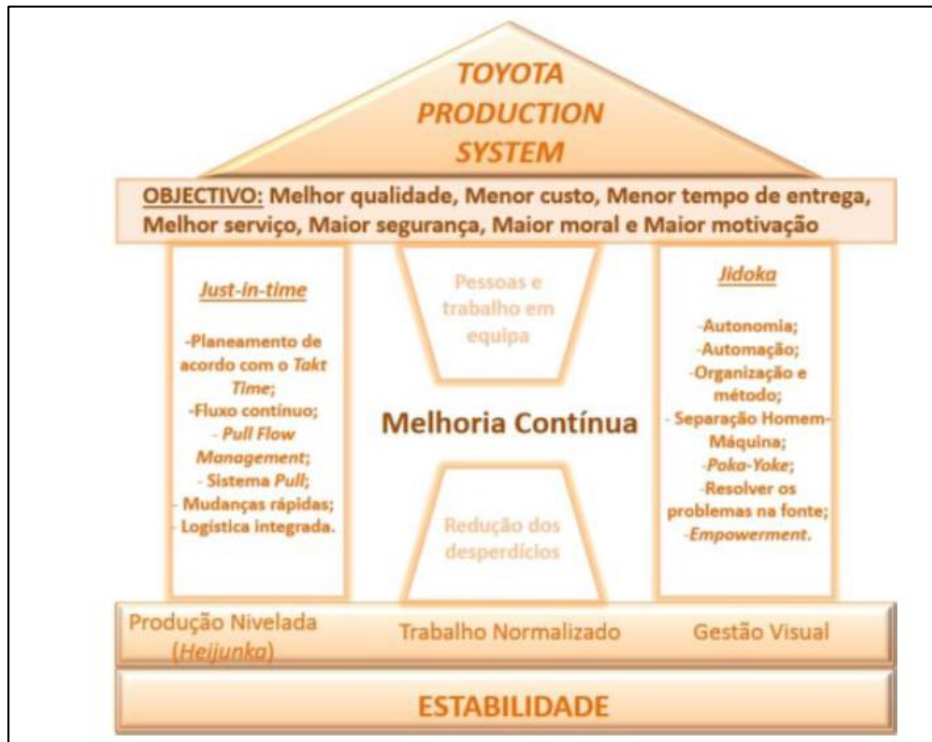 TOYOTA
PRODUCTION
SYSTEM
OBJECTIVO: Melhor qualidade, Menor custo, Menor tempo de entrega,
Melhor serviço, Maior segurança, Maior moral e Maior motivação
Just-in-time
-Planeamento de
acordo com o Takt
Time;
-Fluxo contínuo;
- Pull Flow
Management;
- Sistema Pull;
- Mudanças rápidas;
- Logística integrada.
Pessoas e
trabalho em
equipa
Melhoria Contínua
Redução dos
desperdícios
Jidoka
-Autonomia;
-Automação;
-Organização e
método;
- Separação Homem-
Máquina;
-Poka-Yoke;
-Resolver os
problemas na fonte;
-Empowerment.
Produção Nivelada
(Heijunka)
Trabalho Normalizado
Gestão Visual
ESTABILIDADE